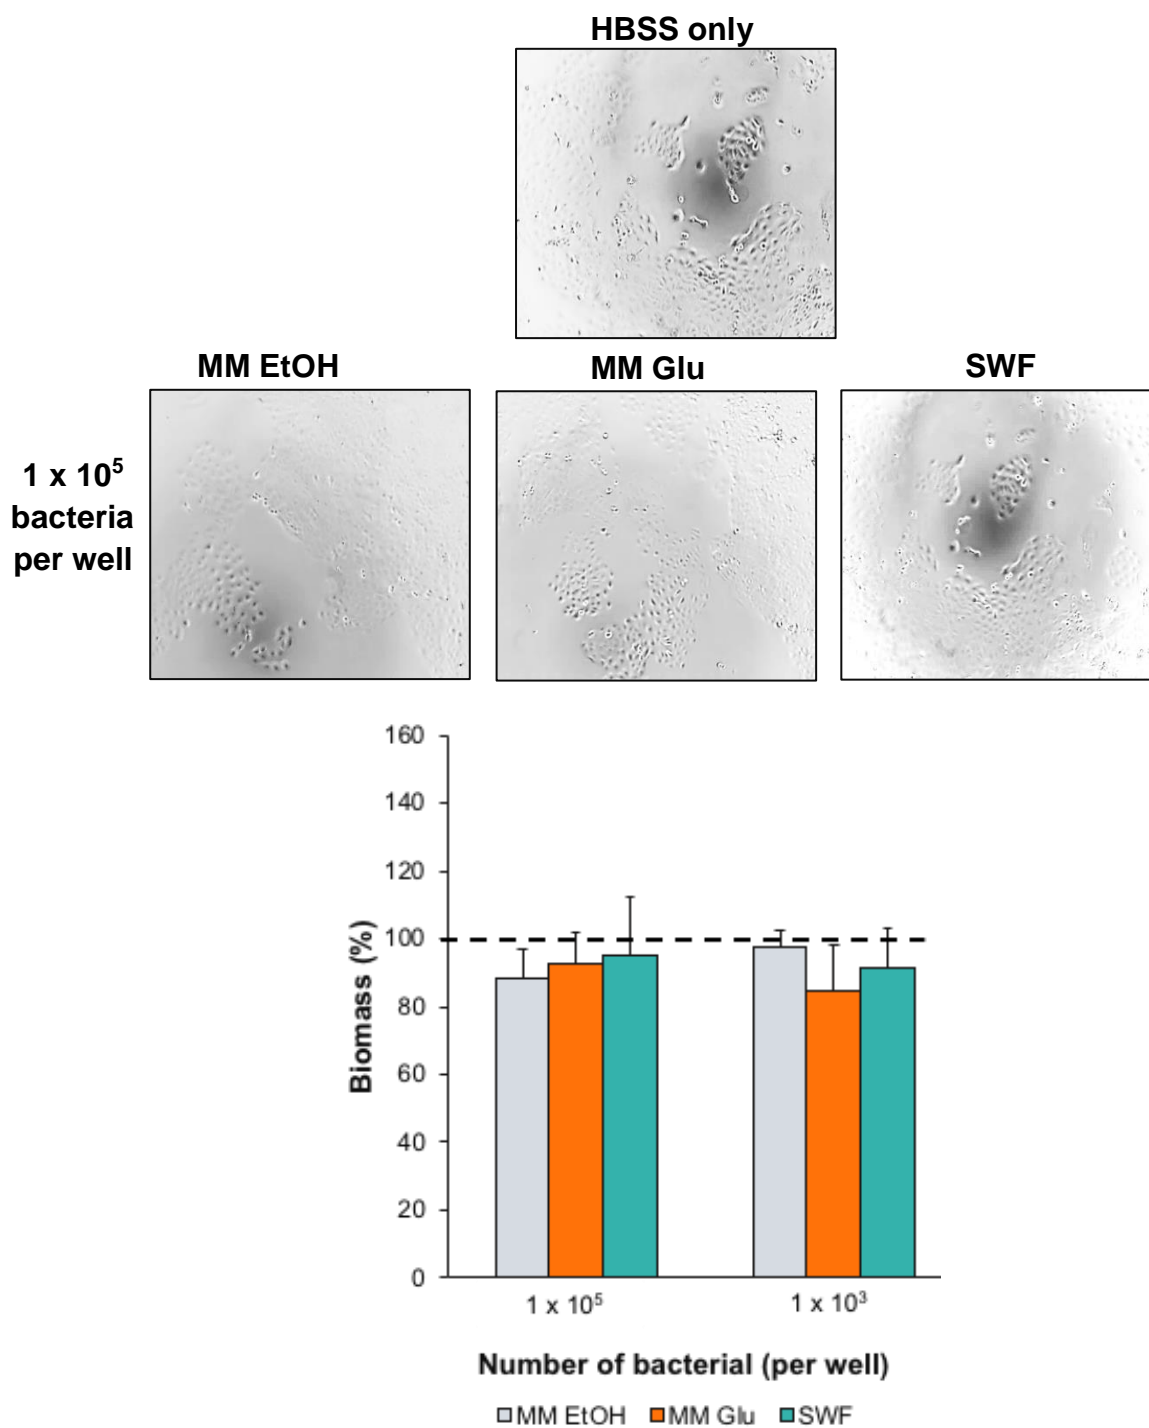 HBSS only
MM EtOH
MM Glu
SWF
1 x 10⁵
bacteria
per well
160
140
120
100
80
60
40
20
0
Biomass (%)
1 x 10⁵
1 x 10³
Number of bacterial (per well)
MM EtOH MM Glu SWF